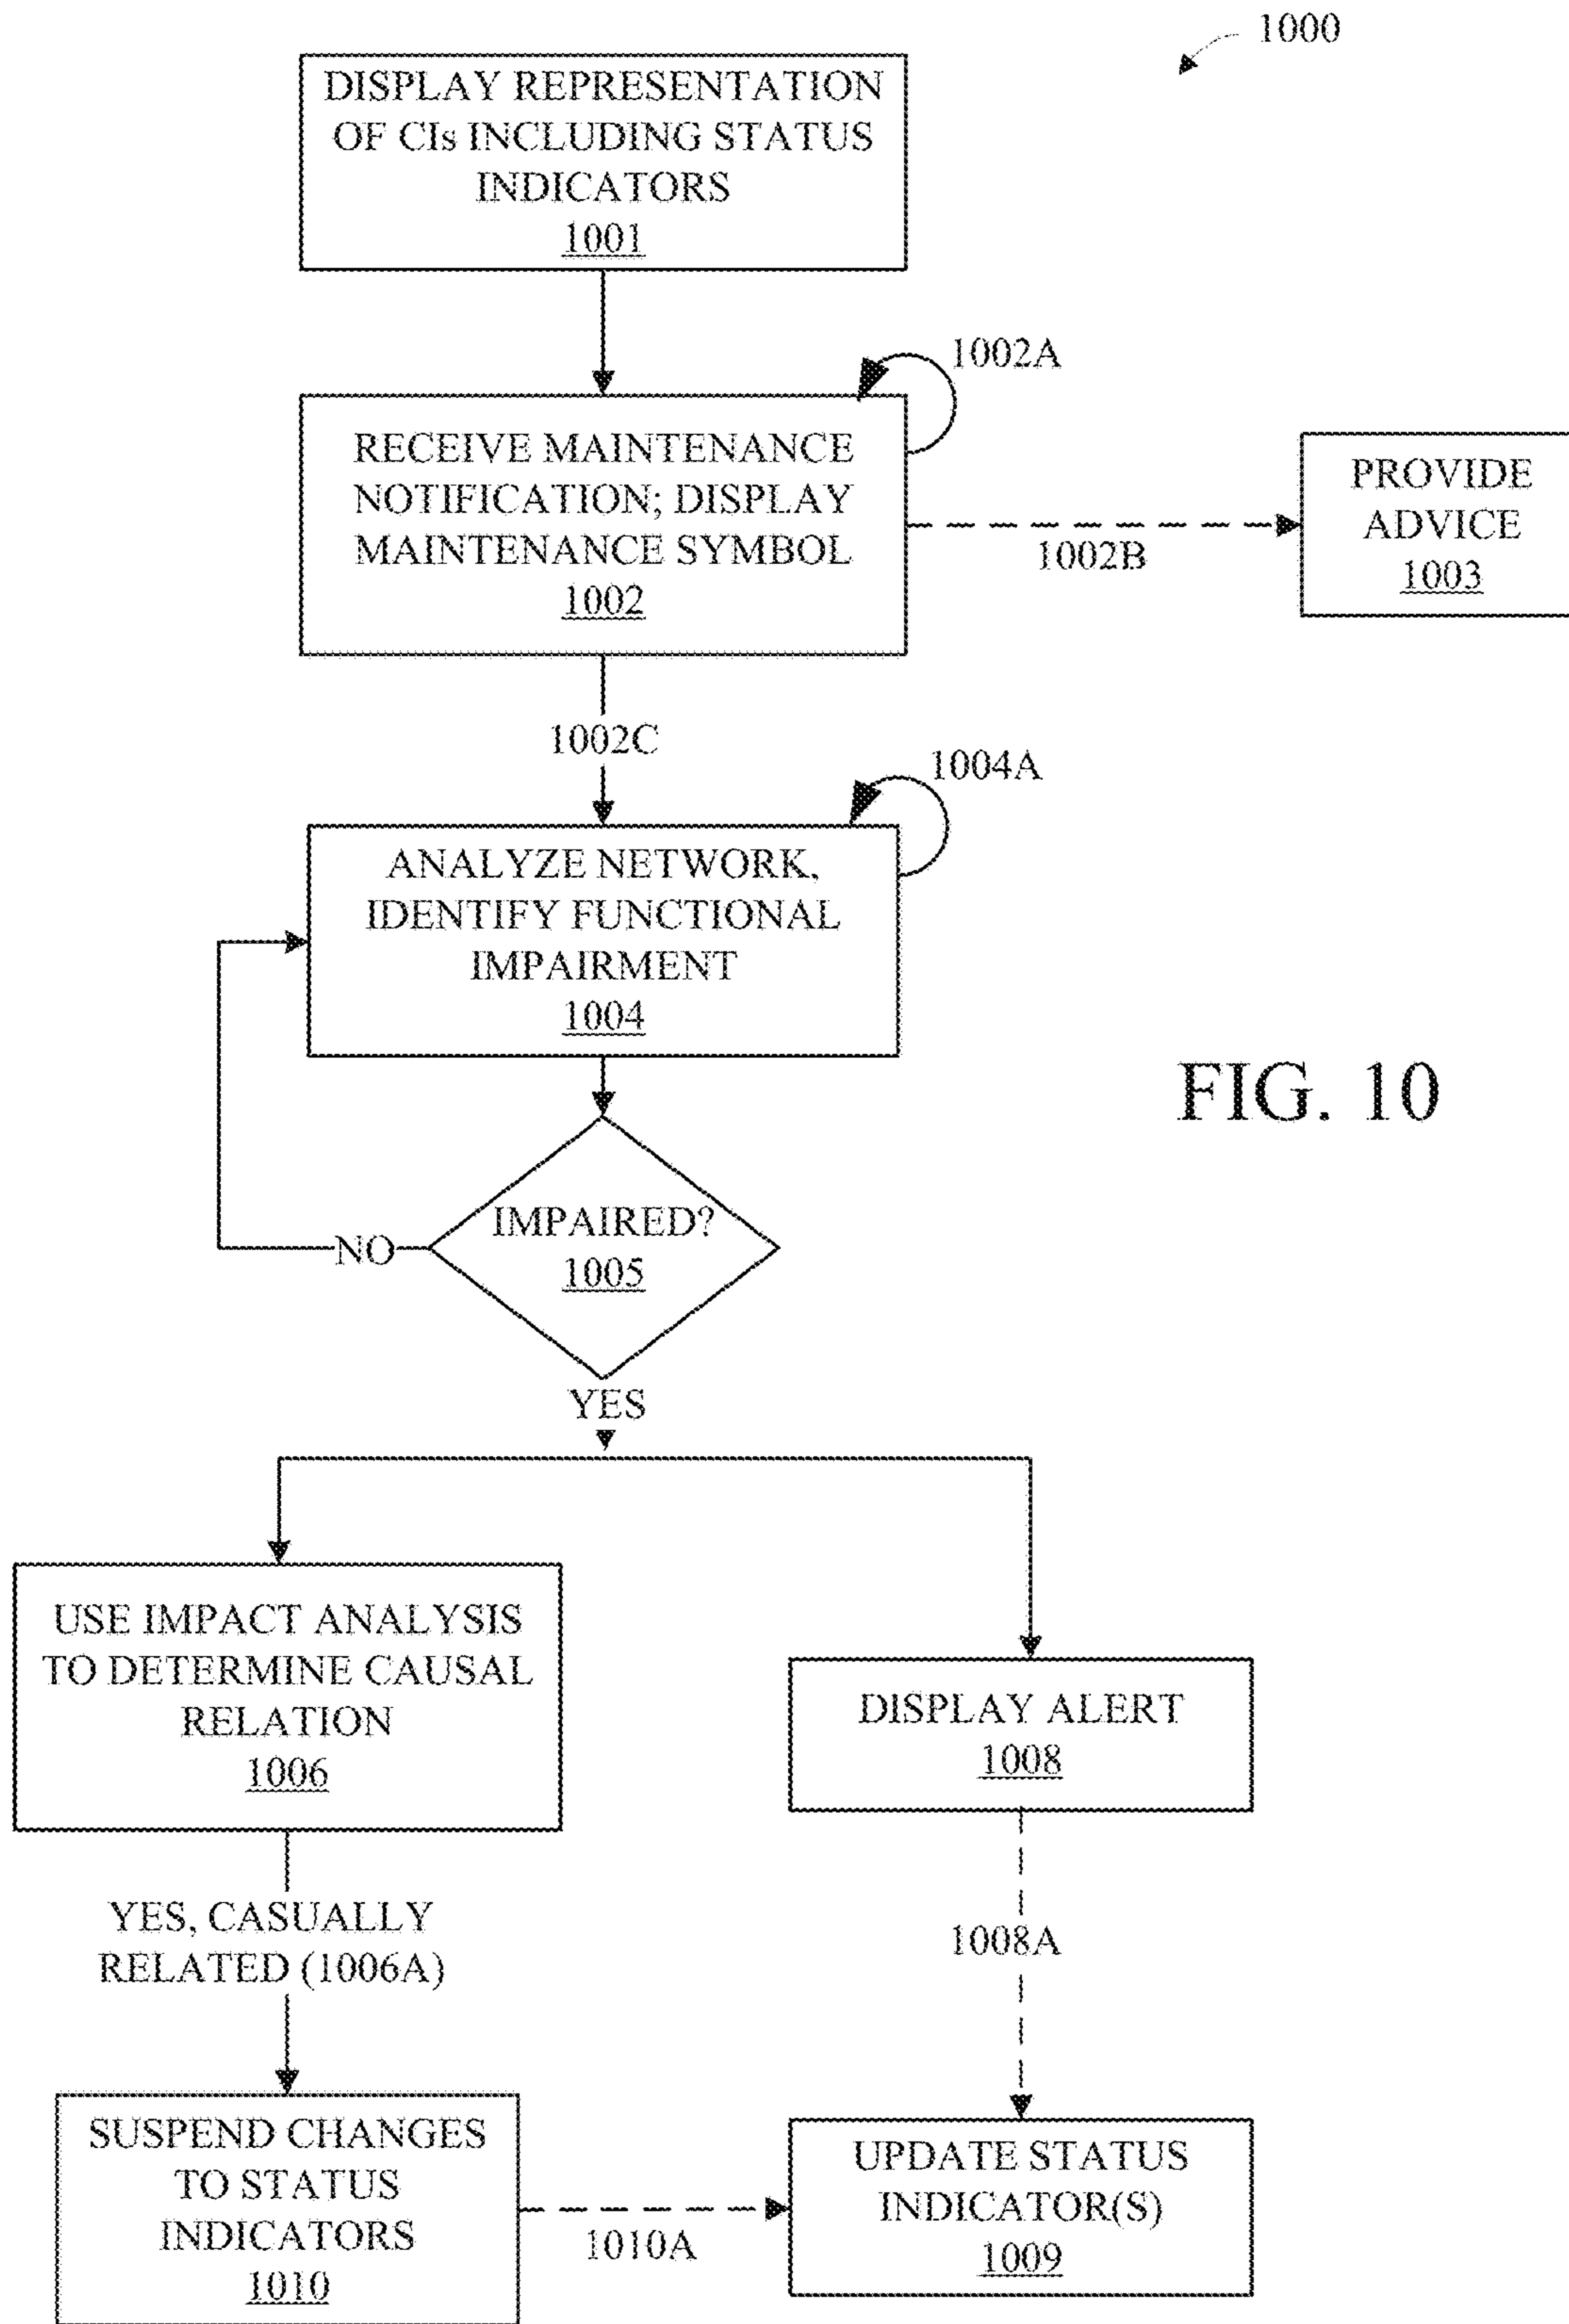 1000
DISPLAY REPRESENTATION
OF CIs INCLUDING STATUS
INDICATORS
1001
1002A
RECEIVE MAINTENANCE
NOTIFICATION; DISPLAY
MAINTENANCE SYMBOL
1002
1002B
PROVIDE
ADVICE
1003
1002C
1004A
ANALYZE NETWORK,
IDENTIFY FUNCTIONAL
IMPAIRMENT
1004
FIG. 10
IMPAIRED?
1005
NO
YES
USE IMPACT ANALYSIS
TO DETERMINE CAUSAL
RELATION
1006
DISPLAY ALERT
1008
YES, CASUALLY
RELATED (1006A)
1008A
SUSPEND CHANGES
TO STATUS
INDICATORS
1010
1010A
UPDATE STATUS
INDICATOR(S)
1009